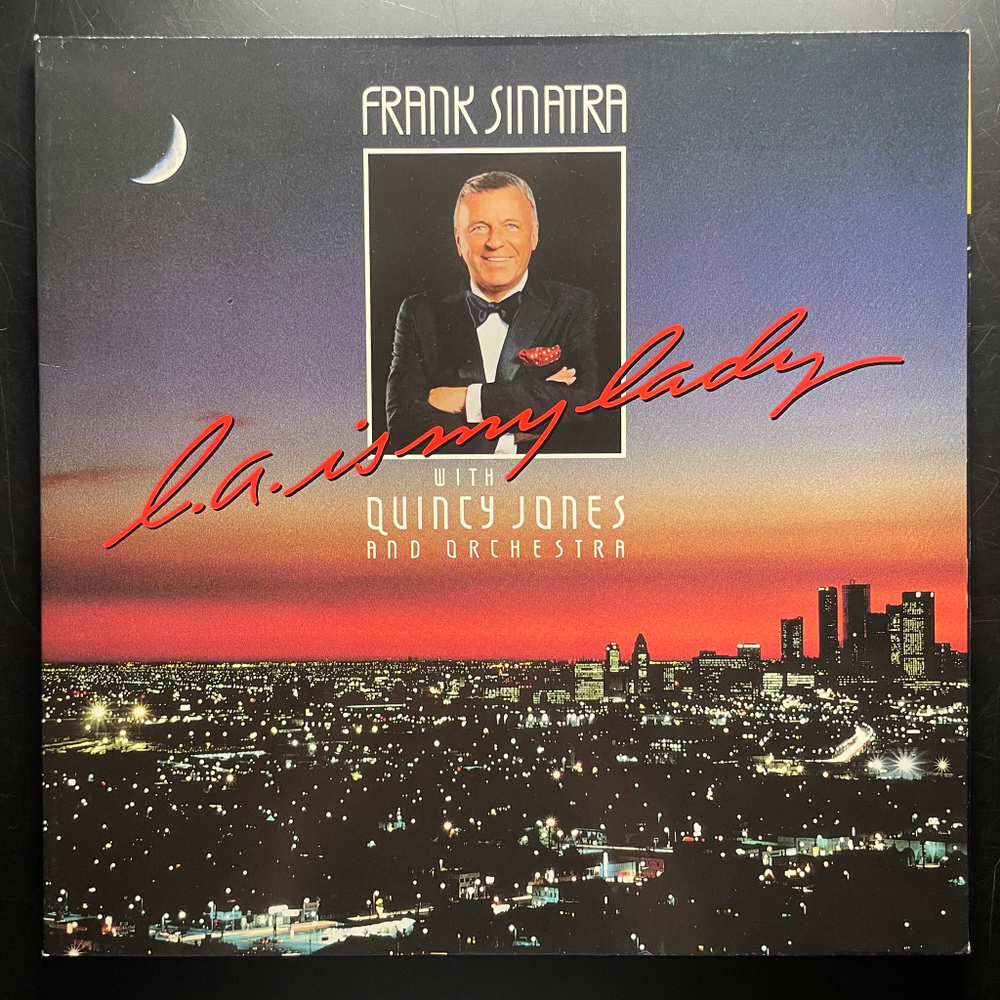 FRANK SINATRA
l.a. is my lady
WITH
QUINCY JONES
AND ORCHESTRA